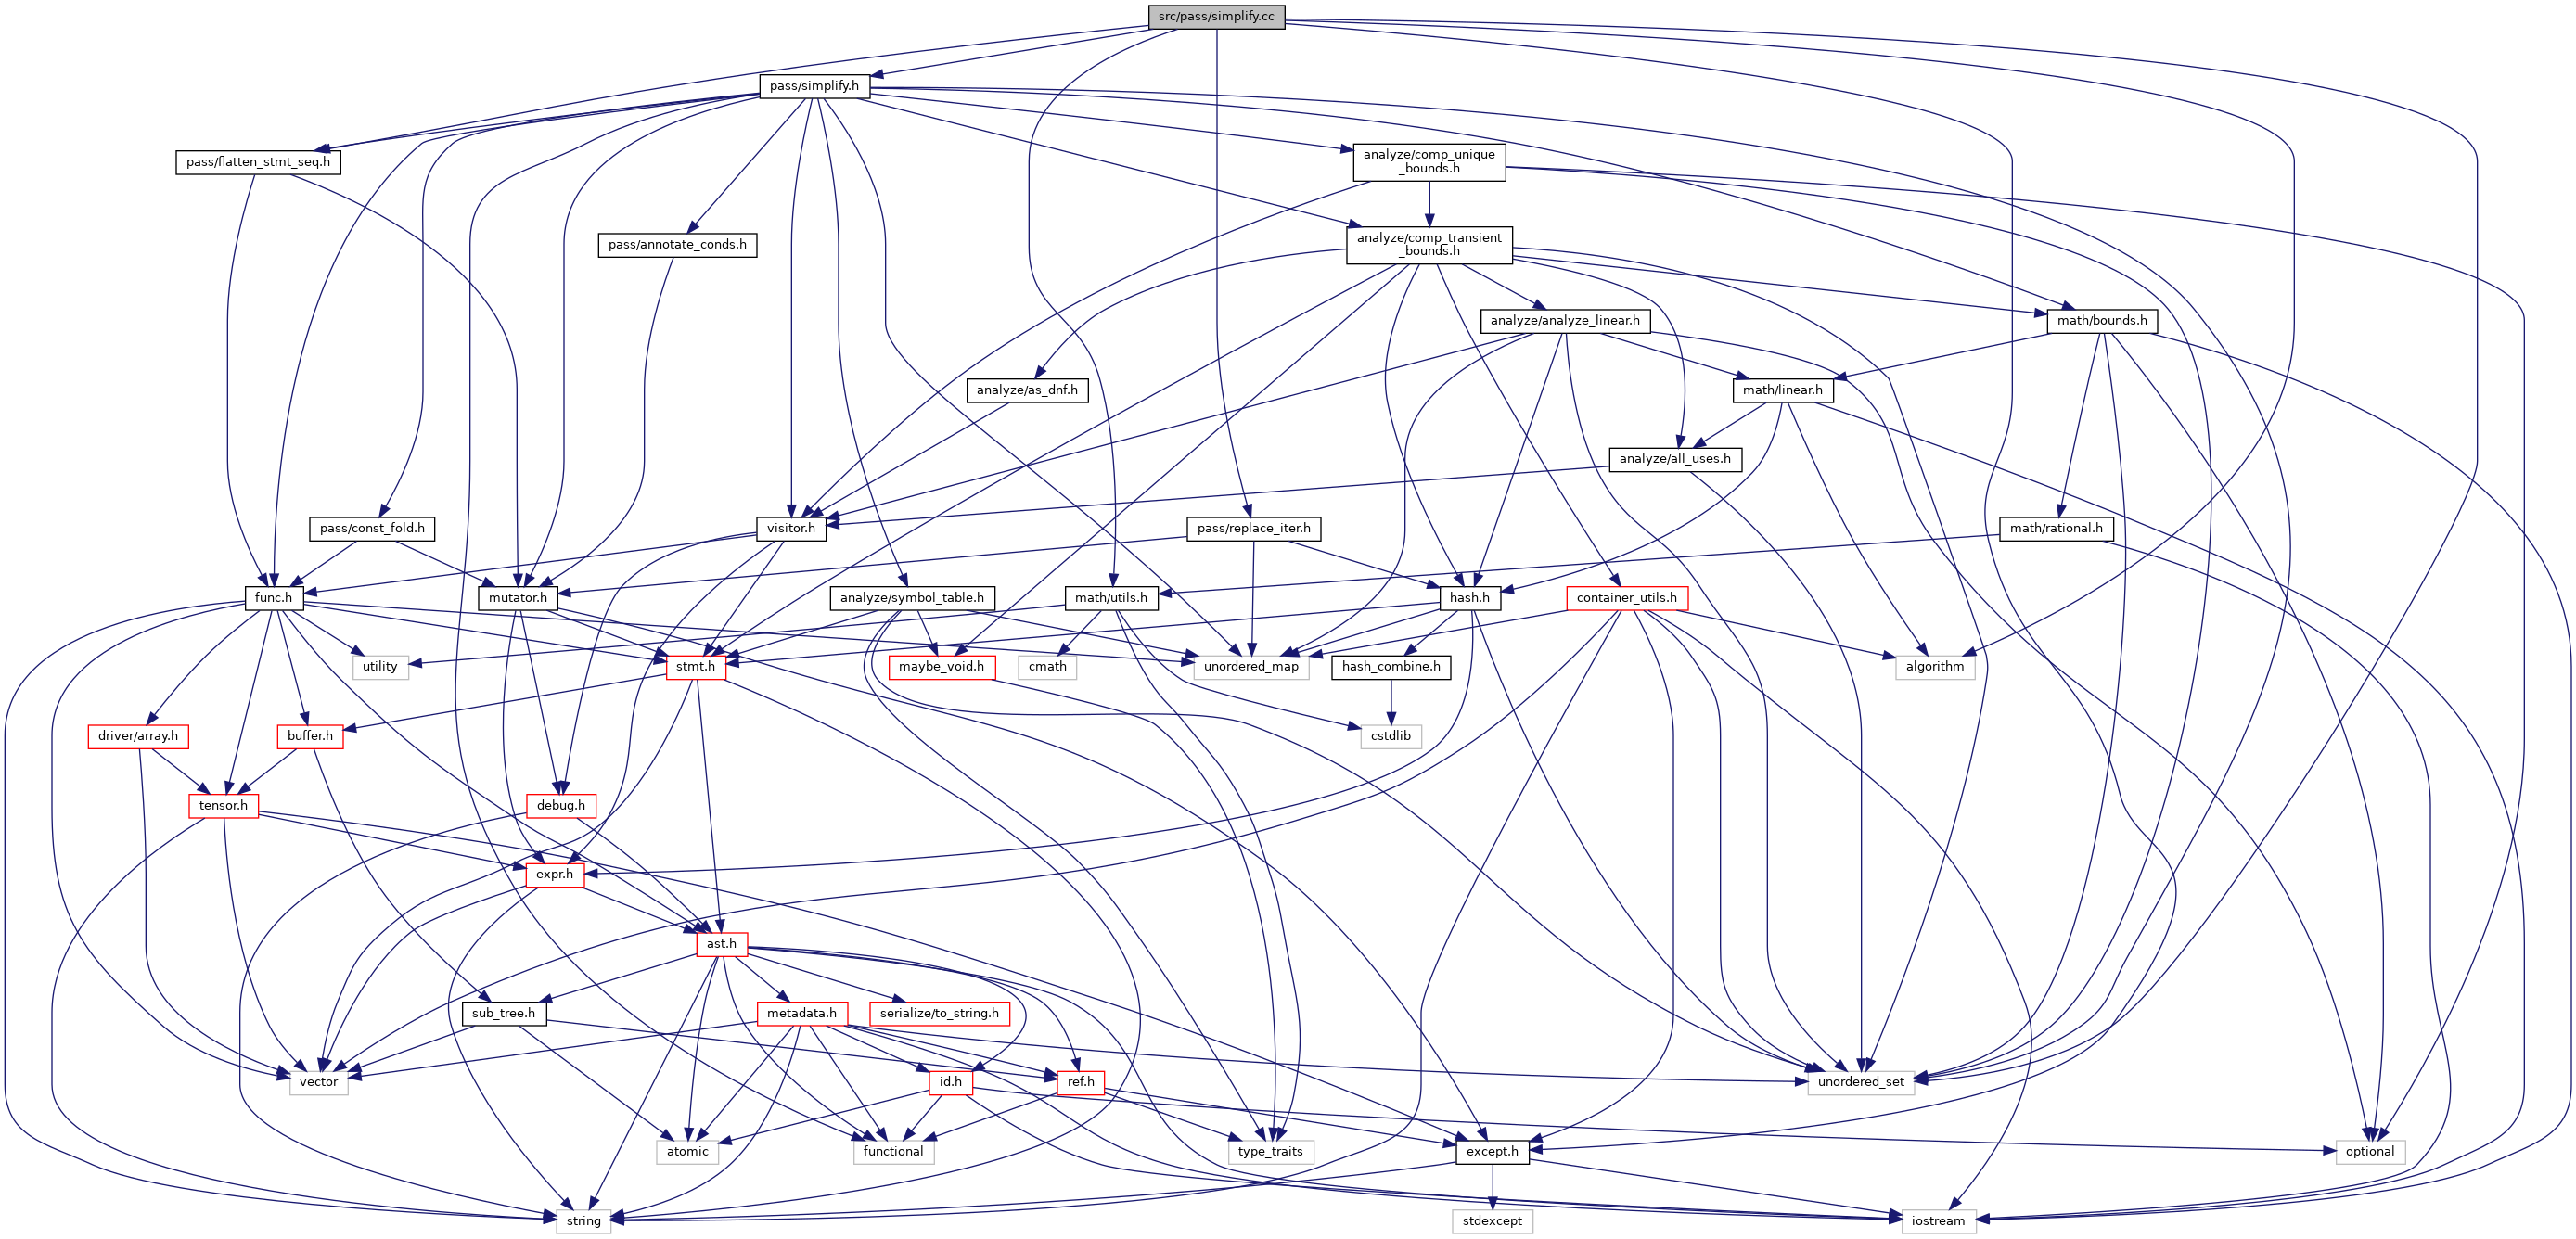 src/pass/simplify.cc
pass/simplify.h
pass/flatten_stmt_seq.h
analyze/comp_unique
_bounds.h
pass/annotate_conds.h
analyze/comp_transient
_bounds.h
analyze/analyze_linear.h
math/bounds.h
analyze/as_dnf.h
math/linear.h
analyze/all_uses.h
pass/const_fold.h
visitor.h
pass/replace_iter.h
math/rational.h
func.h
mutator.h
analyze/symbol_table.h
math/utils.h
hash.h
container_utils.h
utility
stmt.h
maybe_void.h
cmath
unordered_map
hash_combine.h
algorithm
driver/array.h
buffer.h
cstdlib
tensor.h
debug.h
expr.h
ast.h
sub_tree.h
metadata.h
serialize/to_string.h
vector
id.h
ref.h
unordered_set
atomic
functional
type_traits
except.h
optional
string
stdexcept
iostream